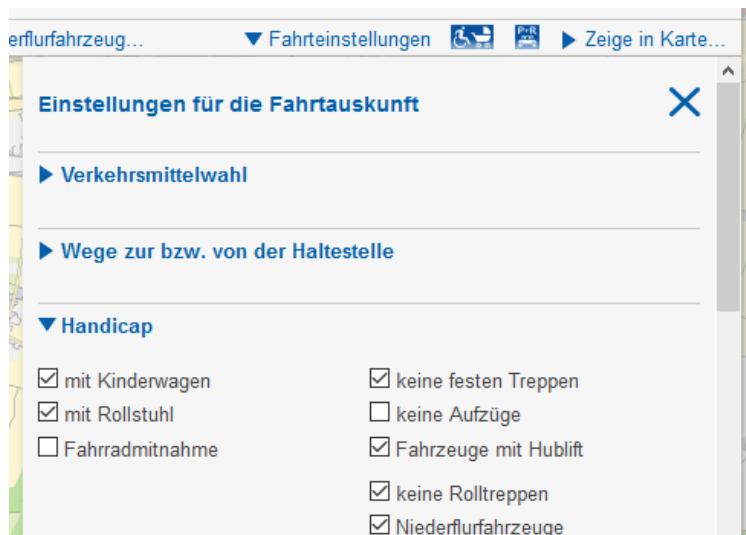 erflurfahrzeug... Fahrteinstellungen P+R Zeige in Karte...
Einstellungen für die Fahrtauskunft
Verkehrsmittelwahl
Wege zur bzw. von der Haltestelle
Handicap
mit Kinderwagen keine festen Treppen
mit Rollstuhl keine Aufzüge
Fahrradmitnahme Fahrzeuge mit Hublift
keine Rolltreppen
Niederflurfahrzeuge